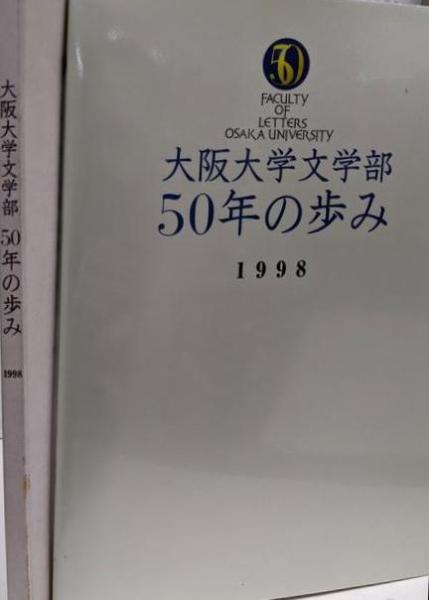 大阪大学文学部 50年の歩み 1998
50
FACULTY
OF
LETTERS
OSAKA UNIVERSITY
大阪大学文学部
50年の歩み
1998